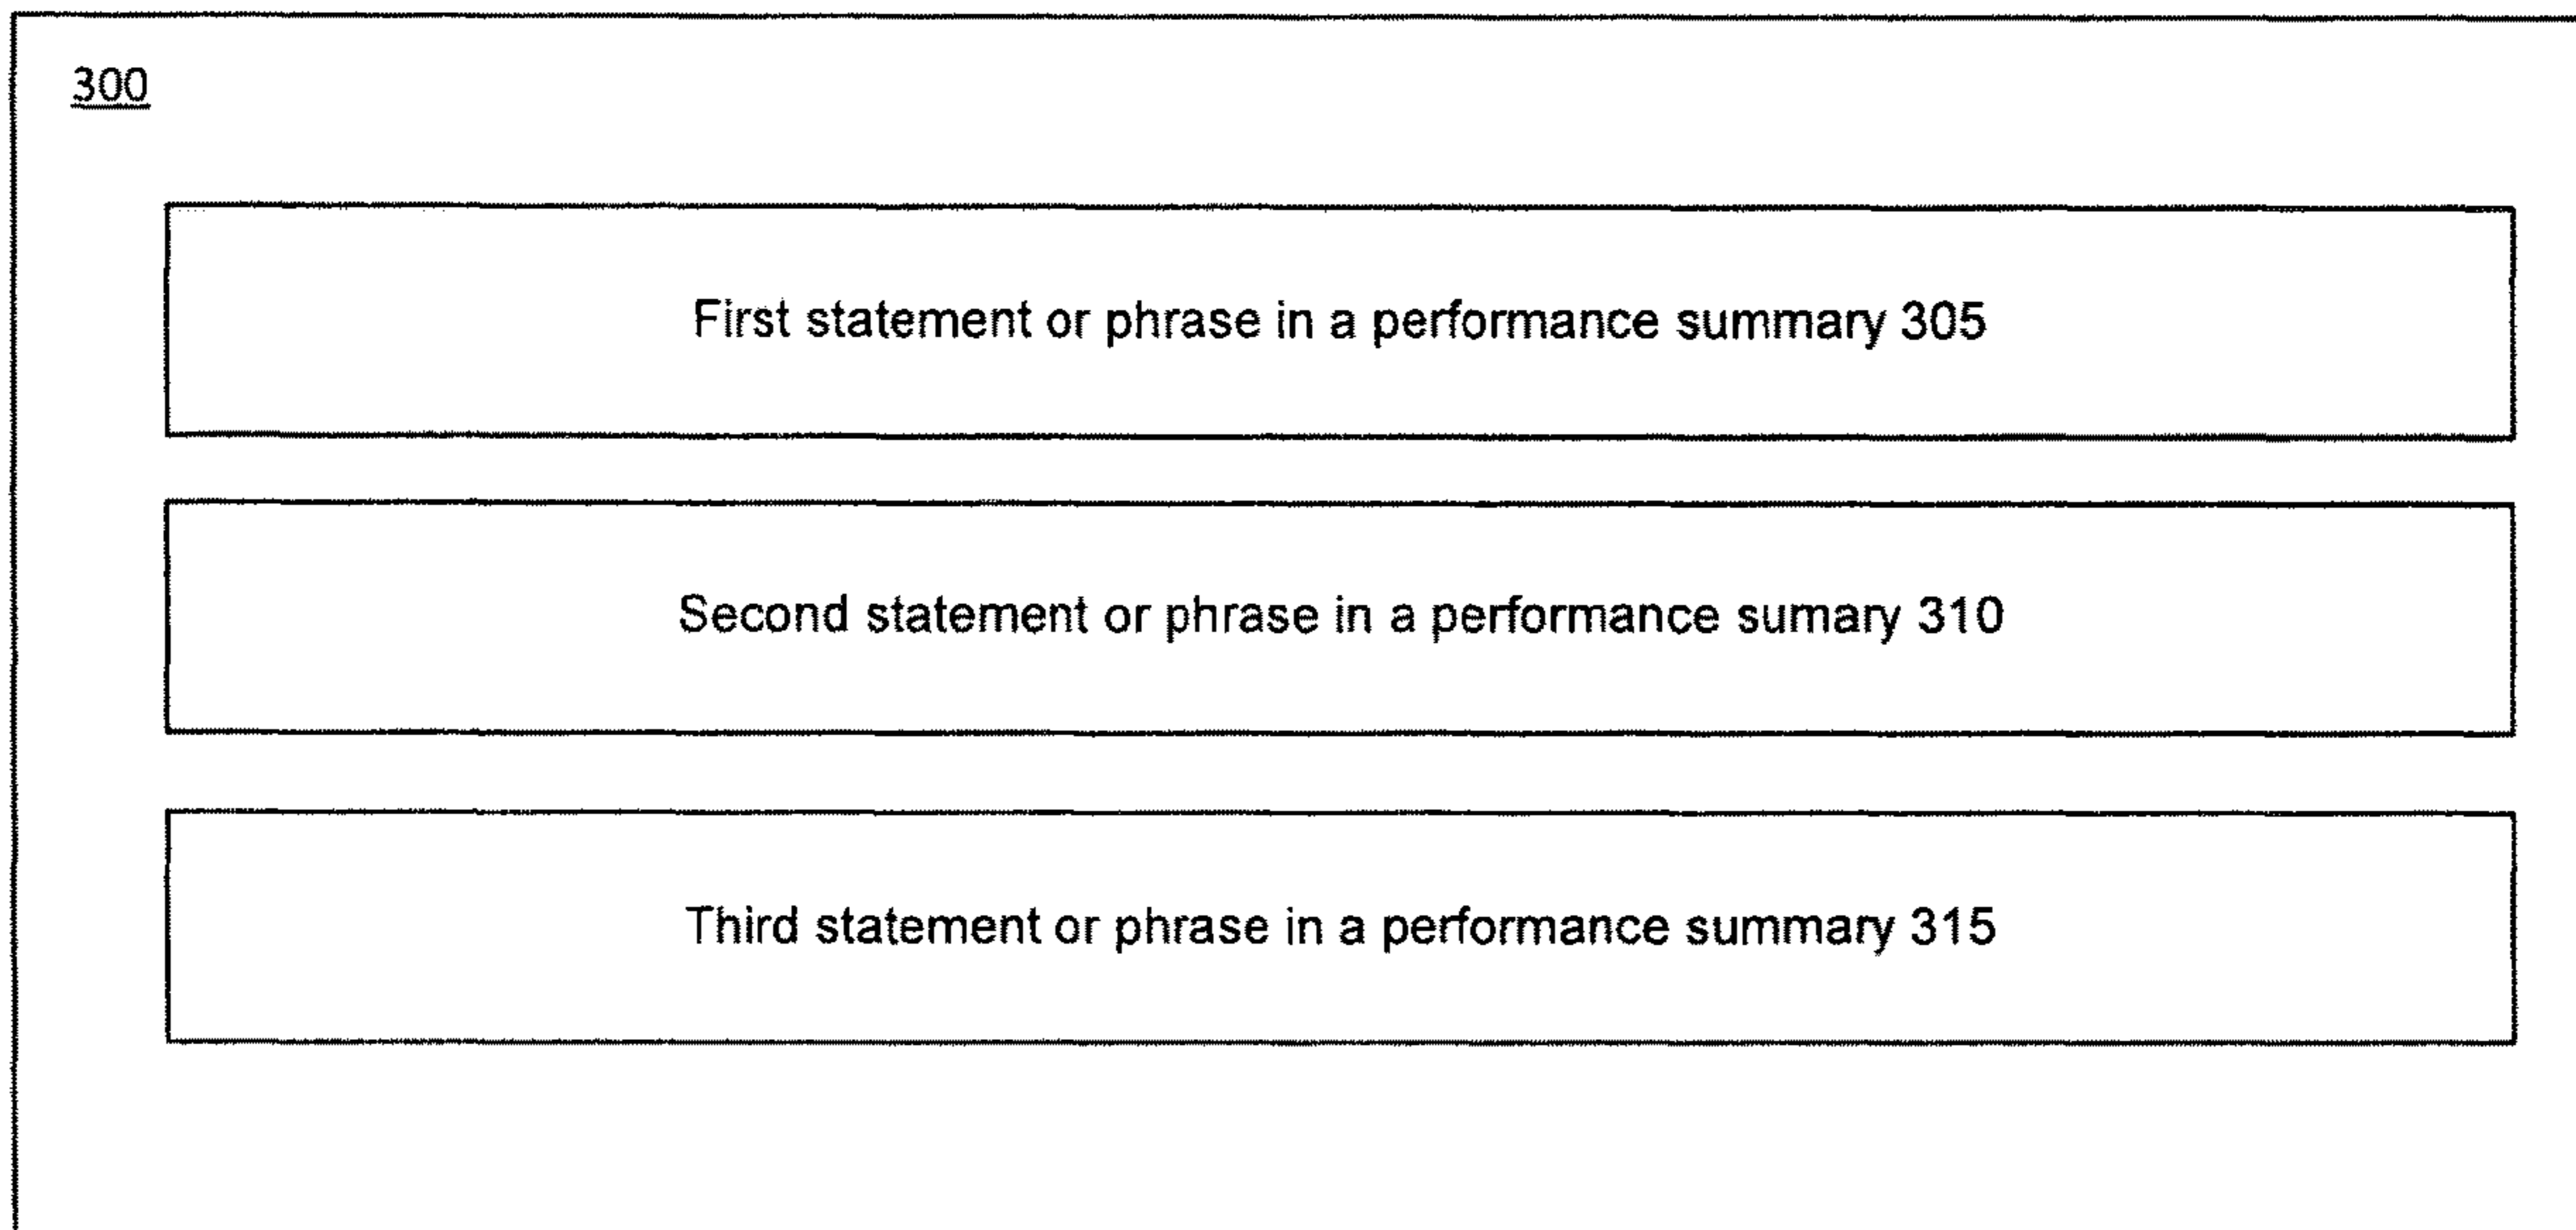 300
First statement or phrase in a performance summary 305
Second statement or phrase in a performance sumary 310
Third statement or phrase in a performance summary 315